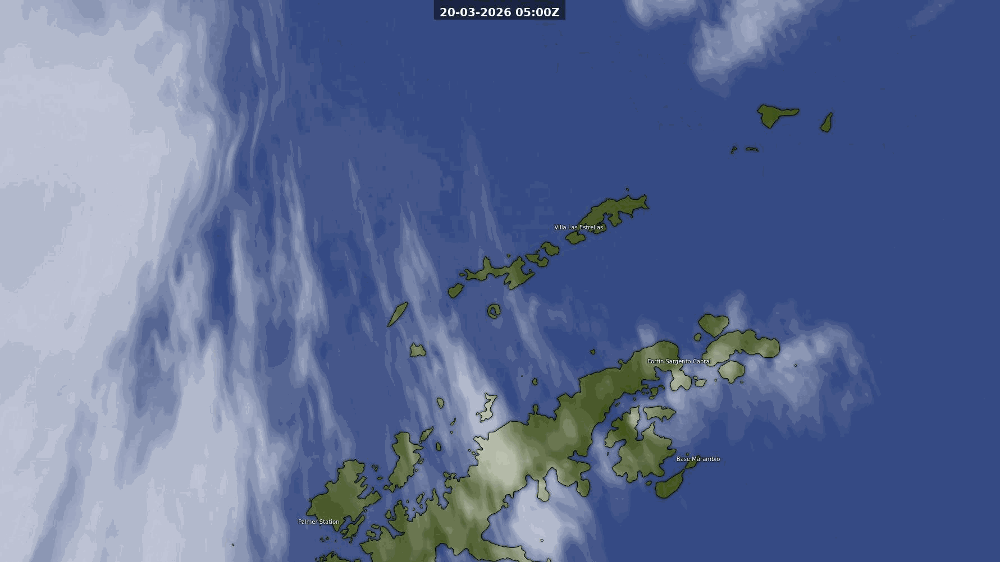 20-03-2026 05:00Z
Villa Las Estrellas
Fortín Sargento Cabral
Base Marambio
Palmer Station